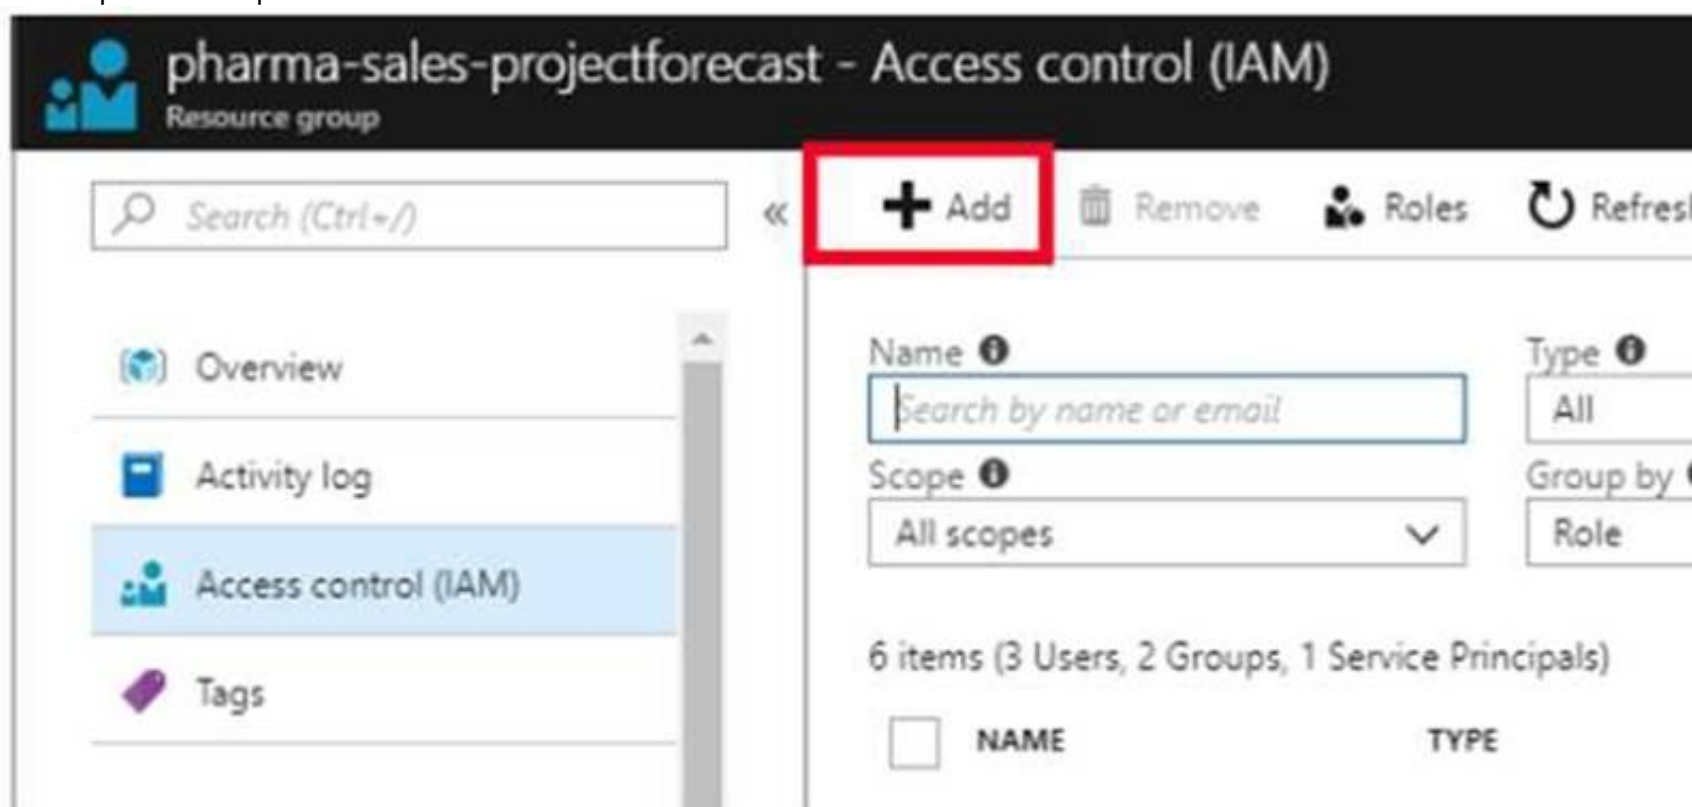 pharma-sales-projectforecast - Access control (IAM)
Resource group
Search (Ctrl+/)
«
Add
Remove
Roles
Refresh
Overview
Activity log
Access control (IAM)
Tags
Name
Type
Search by name or email
All
Scope
Group by
All scopes
Role
6 items (3 Users, 2 Groups, 1 Service Principals)
NAME
TYPE